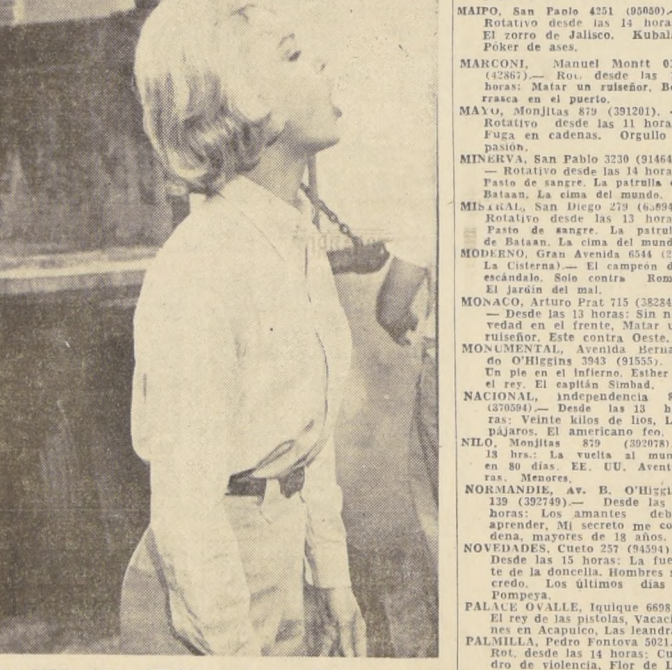 MAIPO, San Pablo 4251 (95050).—
Rotativo desde las 14 hora
El zorro de Jalisco. Kubal
Póker de ases.
MARCONI, Manuel Montt 0
(42867).— Rot. desde las
horas: Matar un ruiseñor. Bo
rrasca en el puerto.
MAYO, Monjitas 879 (391201).
Rotativo desde las 11 hora
Fuga en cadenas. Orgullo
pasión.
MINERVA, San Pablo 3230 (91464
— Rotativo desde las 14 hora
Pasto de sangre. La patrulla
Bataan. La cima del mundo.
MISTRAL, San Diego 279
Rotativo desde las 13 hora
Pasto de sangre. La patrul
de Bataan. La cima del mund
MODERNO, Gran Avenida 6544 (2
La Cisterna).— El campeón d
escándalo. Solo contra Rom
El jardín del mal.
MONACO, Arturo Prat 715 (38284
— Desde las 13 horas: Sin n
vedad en el frente, Matar
ruiseñor. Este contra Oeste.
MONUMENTAL, Avenida Berna
do O'Higgins 3943 (91555).
Un pie en el infierno. Esther
el rey. El capitán Simbad.
NACIONAL, Independencia
(370594).— Desde las 13 h
ras: Veinte kilos de líos, L
pájaros. El americano feo.
NILO, Monjitas 879 (392078)
13 hrs.: La vuelta al mun
en 80 días. EE. UU. Avent
ras. Menores.
NORMANDIE, Av. B. O'Higgi
139 (392749).— Desde las
horas: Los amantes deb
aprender, Mi secreto me co
dena, mayores de 18 años.
NOVEDADES, Cueto 257 (94594)
Desde las 15 horas: La fue
te de la doncella. Hombres
credo. Los últimos días
Pompeya.
PALACE OVALLE, Iquique 6698
El rey de las pistolas, Vacaci
nes en Acapulco, Las leandr
PALMILLA, Pedro Fontova 5021.
Rot. desde las 14 horas: Cu
dro de violencia. Flor de